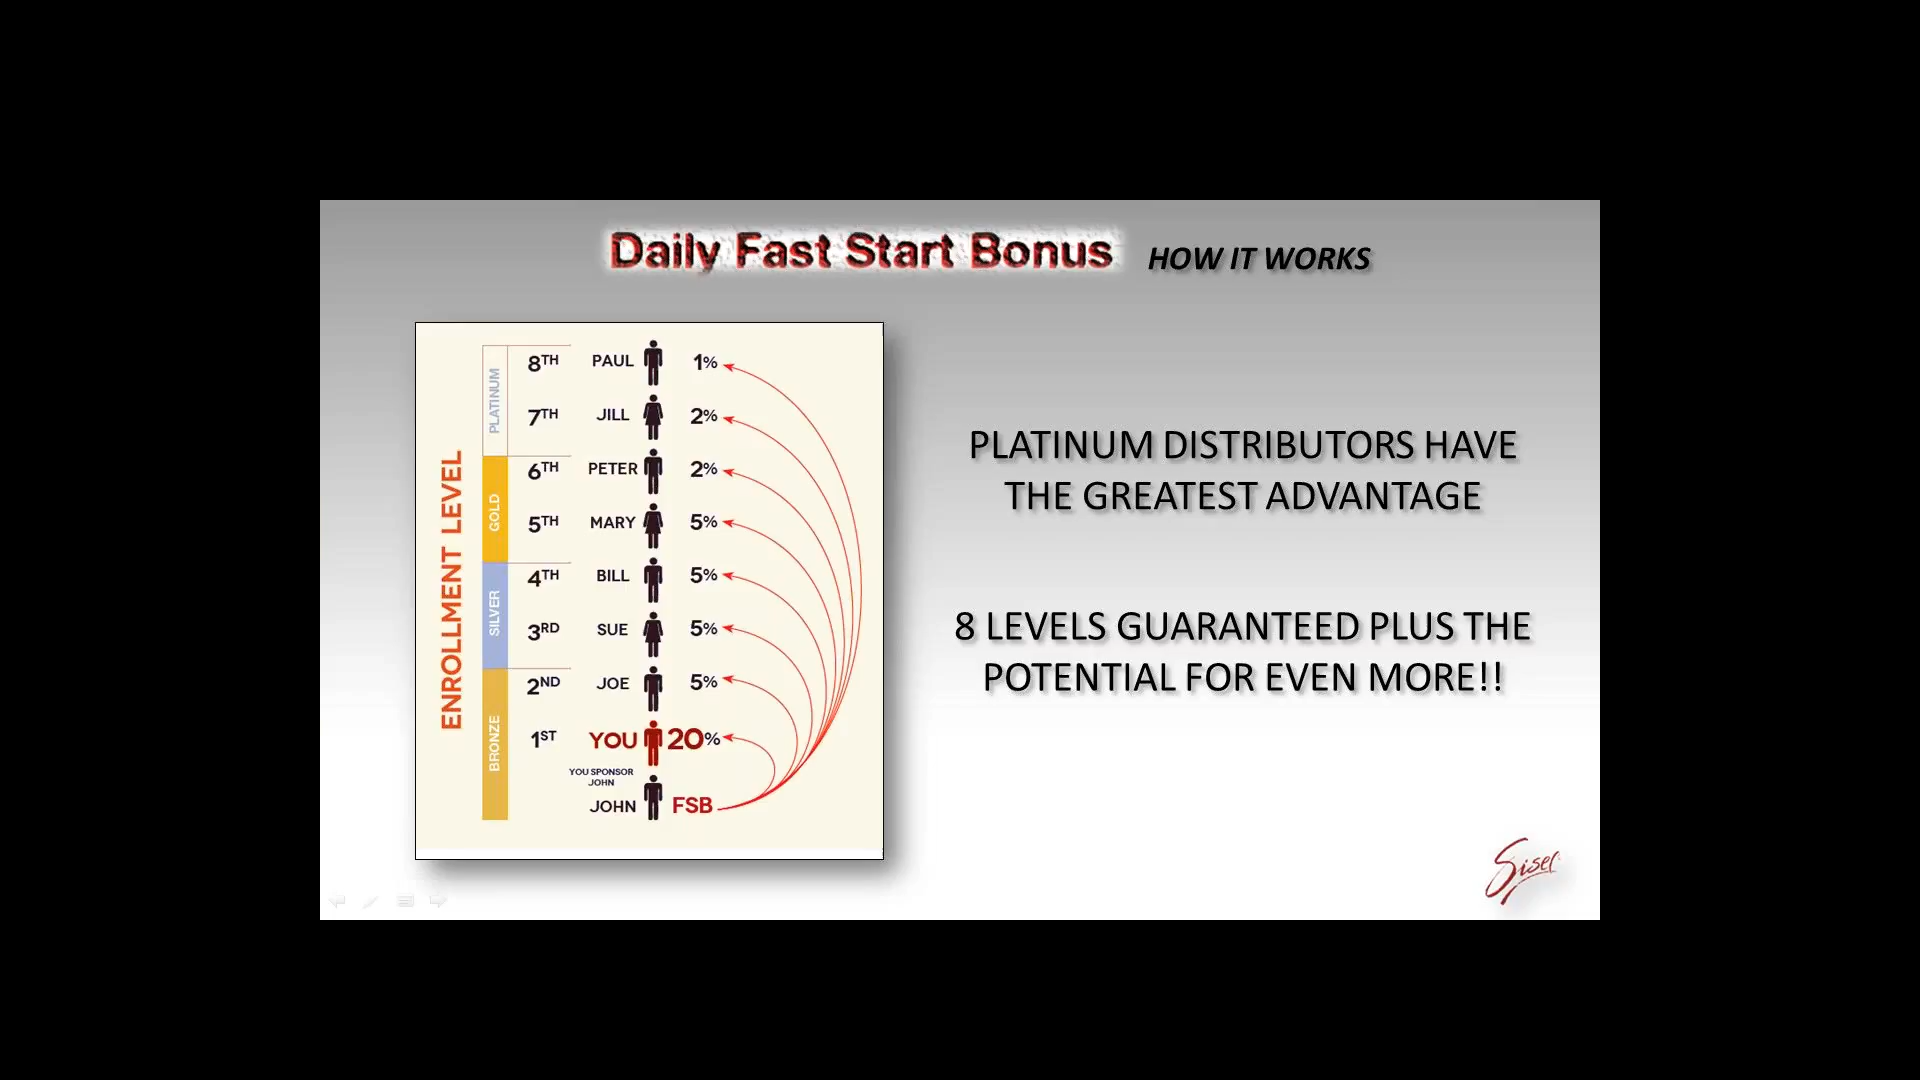 Daily Fast Start Bonus HOW IT WORKS
ENROLLMENT LEVEL
PLATINUM
GOLD
SILVER
BRONZE
8TH PAUL 1%
7TH JILL 2%
6TH PETER 2%
5TH MARY 5%
4TH BILL 5%
3RD SUE 5%
2ND JOE 5%
1ST YOU 20%
YOU SPONSOR
JOHN
JOHN FSB
PLATINUM DISTRIBUTORS HAVE
THE GREATEST ADVANTAGE
8 LEVELS GUARANTEED PLUS THE
POTENTIAL FOR EVEN MORE!!
Sisel